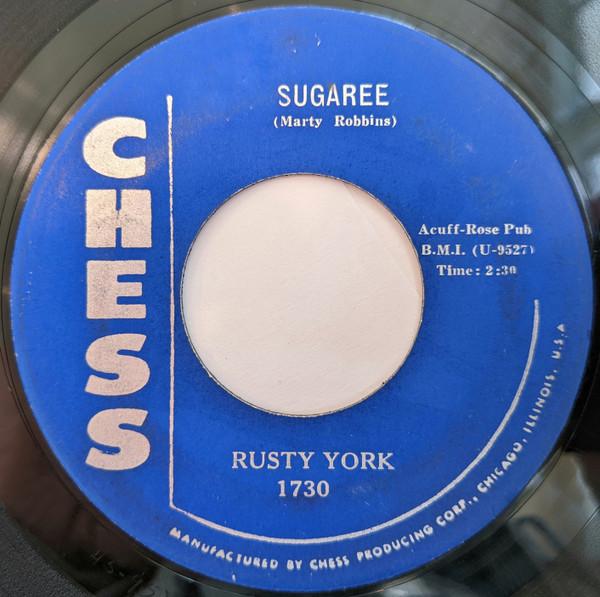 SUGAREE
(Marty Robbins)
CHESS
Acuff-Rose Pub
B.M.I. (U-9527)
Time: 2:30
RUSTY YORK
1730
MANUFACTURED BY CHESS PRODUCING CORP., CHICAGO, ILLINOIS, U.S.A